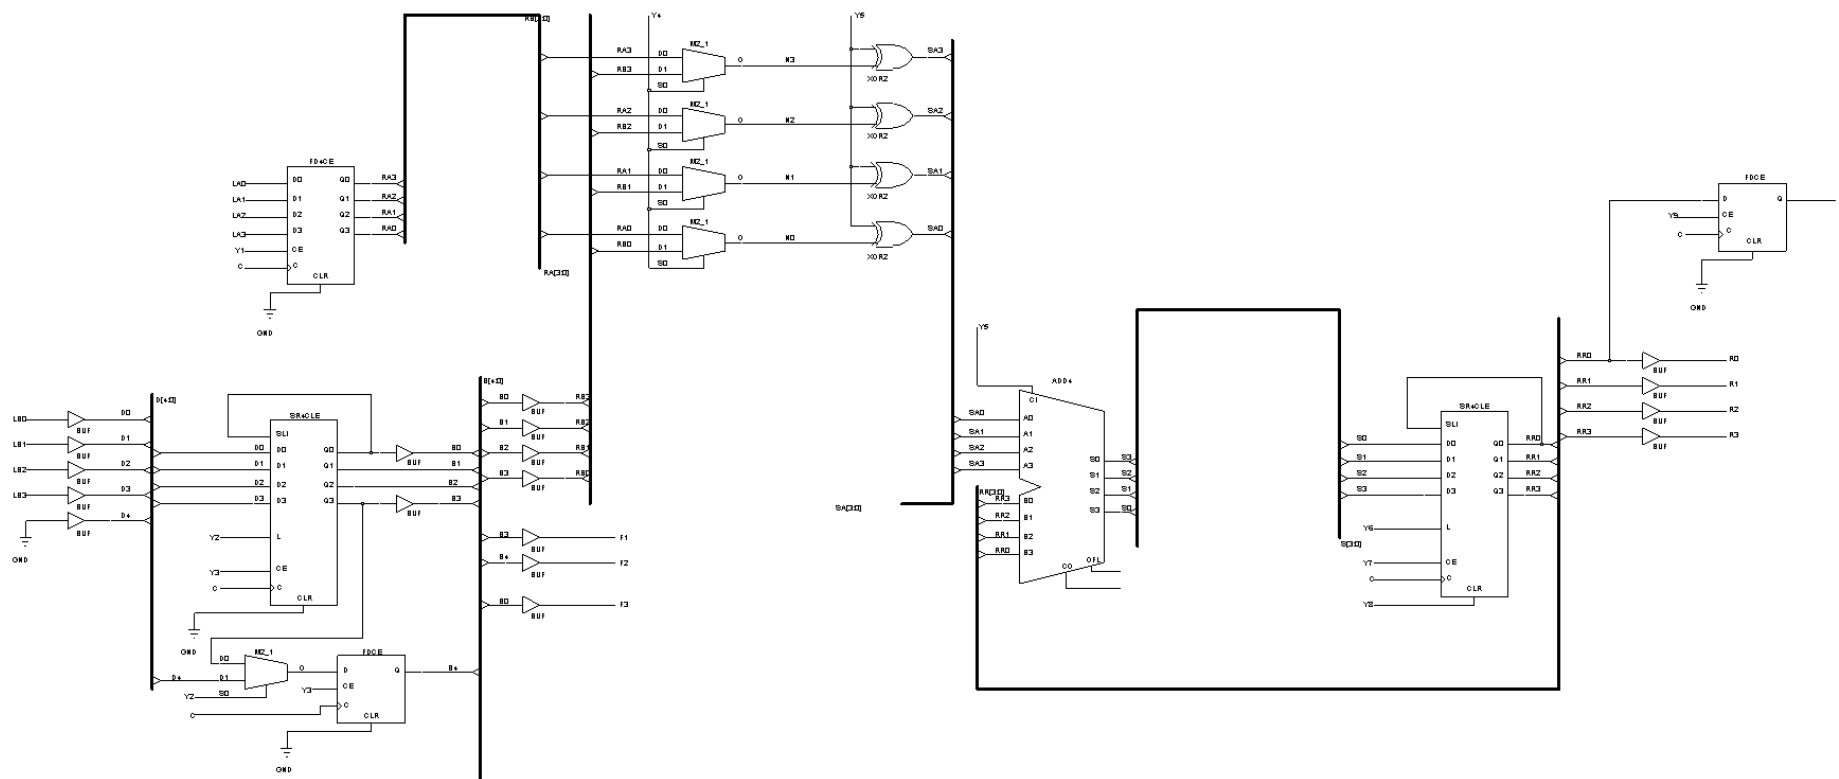 RB[3:0]
Y4
Y5
M2_1
RA3 D0
O N3
SA3
RB3 D1
S0
XOR2
M2_1
RA2 D0
O N2
SA2
RB2 D1
S0
XOR2
M2_1
RA1 D0
O N1
SA1
RB1 D1
S0
XOR2
M2_1
RA0 D0
O N0
SA0
RB0 D1
S0
XOR2
RA[3:0]
FD4CE
LA0 D0 Q0 RA3
LA1 D1 Q1 RA2
LA2 D2 Q2 RA1
LA3 D3 Q3 RA0
Y1 CE
C C
CLR
GND
FDCE
D Q
Y9 CE
C C
CLR
GND
D[4:0]
B[4:0]
LB0 D0
BUF
LB1 D1
BUF
LB2 D2
BUF
LB3 D3
BUF
D4
BUF
GND
SR4CLE
SLI
D0 D0 Q0 B0
BUF
D1 D1 Q1 B1
D2 D2 Q2 B2
D3 D3 Q3 B3
BUF
Y2 L
Y3 CE
C C
CLR
GND
B0 RB3
BUF
B1 RB2
BUF
B2 RB1
BUF
B3 RB0
BUF
B3 F1
BUF
B4 F2
BUF
B0 F3
BUF
M2_1
D0
O
D4 D1
Y2 S0
FDCE
D Q B4
Y3 CE
C C
CLR
GND
SA[3:0]
Y5
ADD4
CI
SA0 A0
SA1 A1
SA2 A2
SA3 A3
S0 S3
S1 S2
S2 S1
S3 S0
RR[3:0]
RR3 B0
RR2 B1
RR1 B2
RR0 B3
CO OFL
S[3:0]
SR4CLE
SLI
S0 D0 Q0 RR0
S1 D1 Q1 RR1
S2 D2 Q2 RR2
S3 D3 Q3 RR3
Y6 L
Y7 CE
C C
Y8 CLR
RR0 R0
BUF
RR1 R1
BUF
RR2 R2
BUF
RR3 R3
BUF